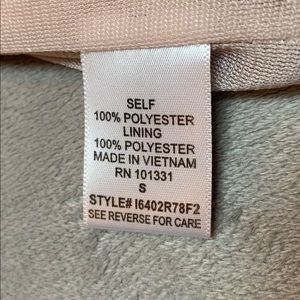 SELF
100% POLYESTER
LINING
100% POLYESTER
MADE IN VIETNAM
RN 101331
S
STYLE# I6402R78F2
SEE REVERSE FOR CARE